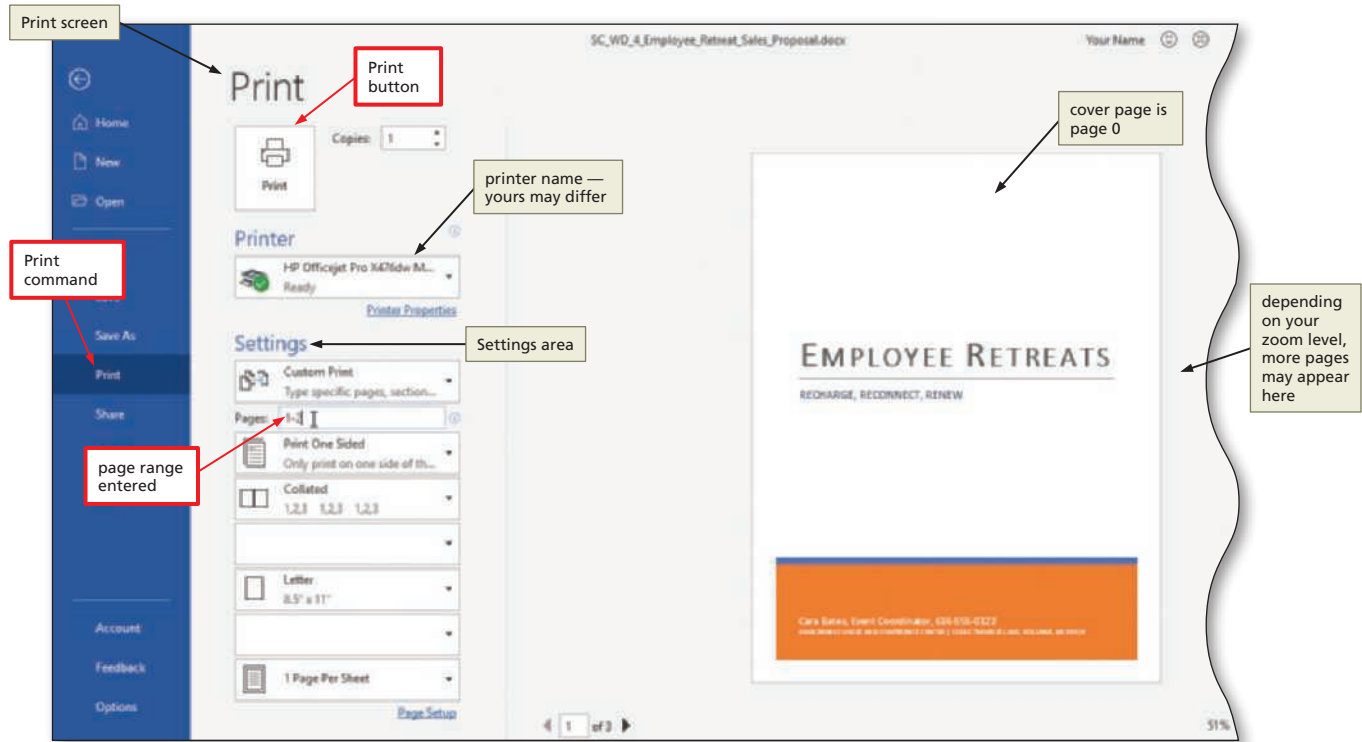 Print screen
SC_WD_4_Employee_Retreat_Sales_Proposal.docx
Your Name
Print
Print
button
cover page is
page 0
Home
New
Open
Copies: 1
Print
printer name —
yours may differ
Printer
HP Officejet Pro X476dw M...
Ready
Printer Properties
Print
command
Save As
Print
Share
Settings
Settings area
Custom Print
Type specific pages, section...
Pages: 1-2
page range
entered
Print One Sided
Only print on one side of th...
Collated
1,2,3 1,2,3 1,2,3
Letter
8.5" x 11"
1 Page Per Sheet
Page Setup
Account
Feedback
Options
EMPLOYEE RETREATS
RECHARGE, RECONNECT, RENEW
depending
on your
zoom level,
more pages
may appear
here
Cara Bates, Event Coordinator,
1 of 3
51%